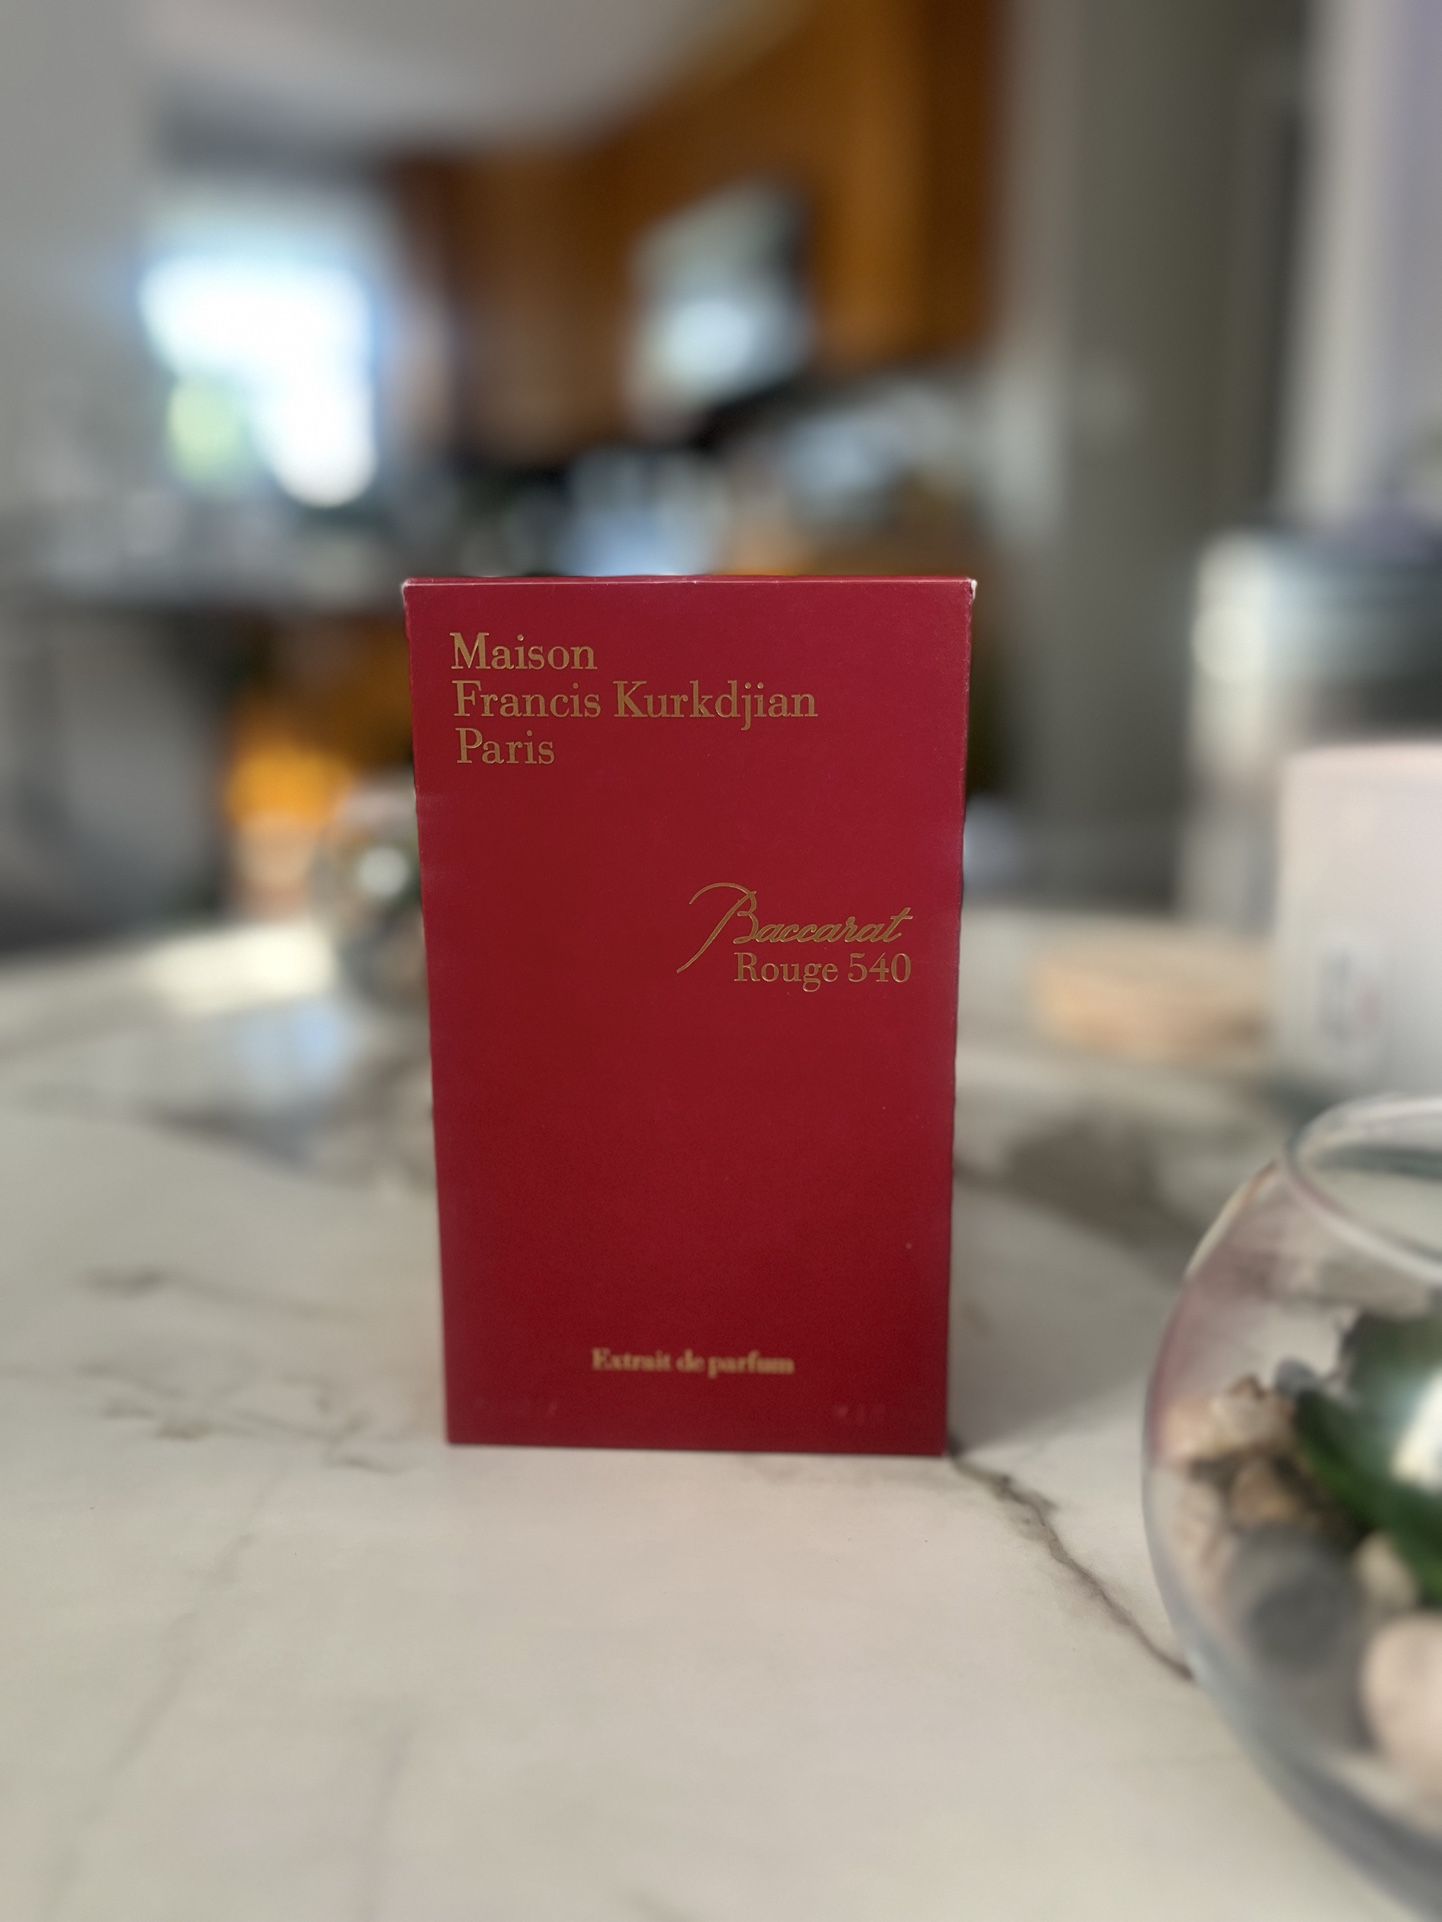 Maison
Francis Kurkdjian
Paris
Baccarat
Rouge 540
Extrait de parfum